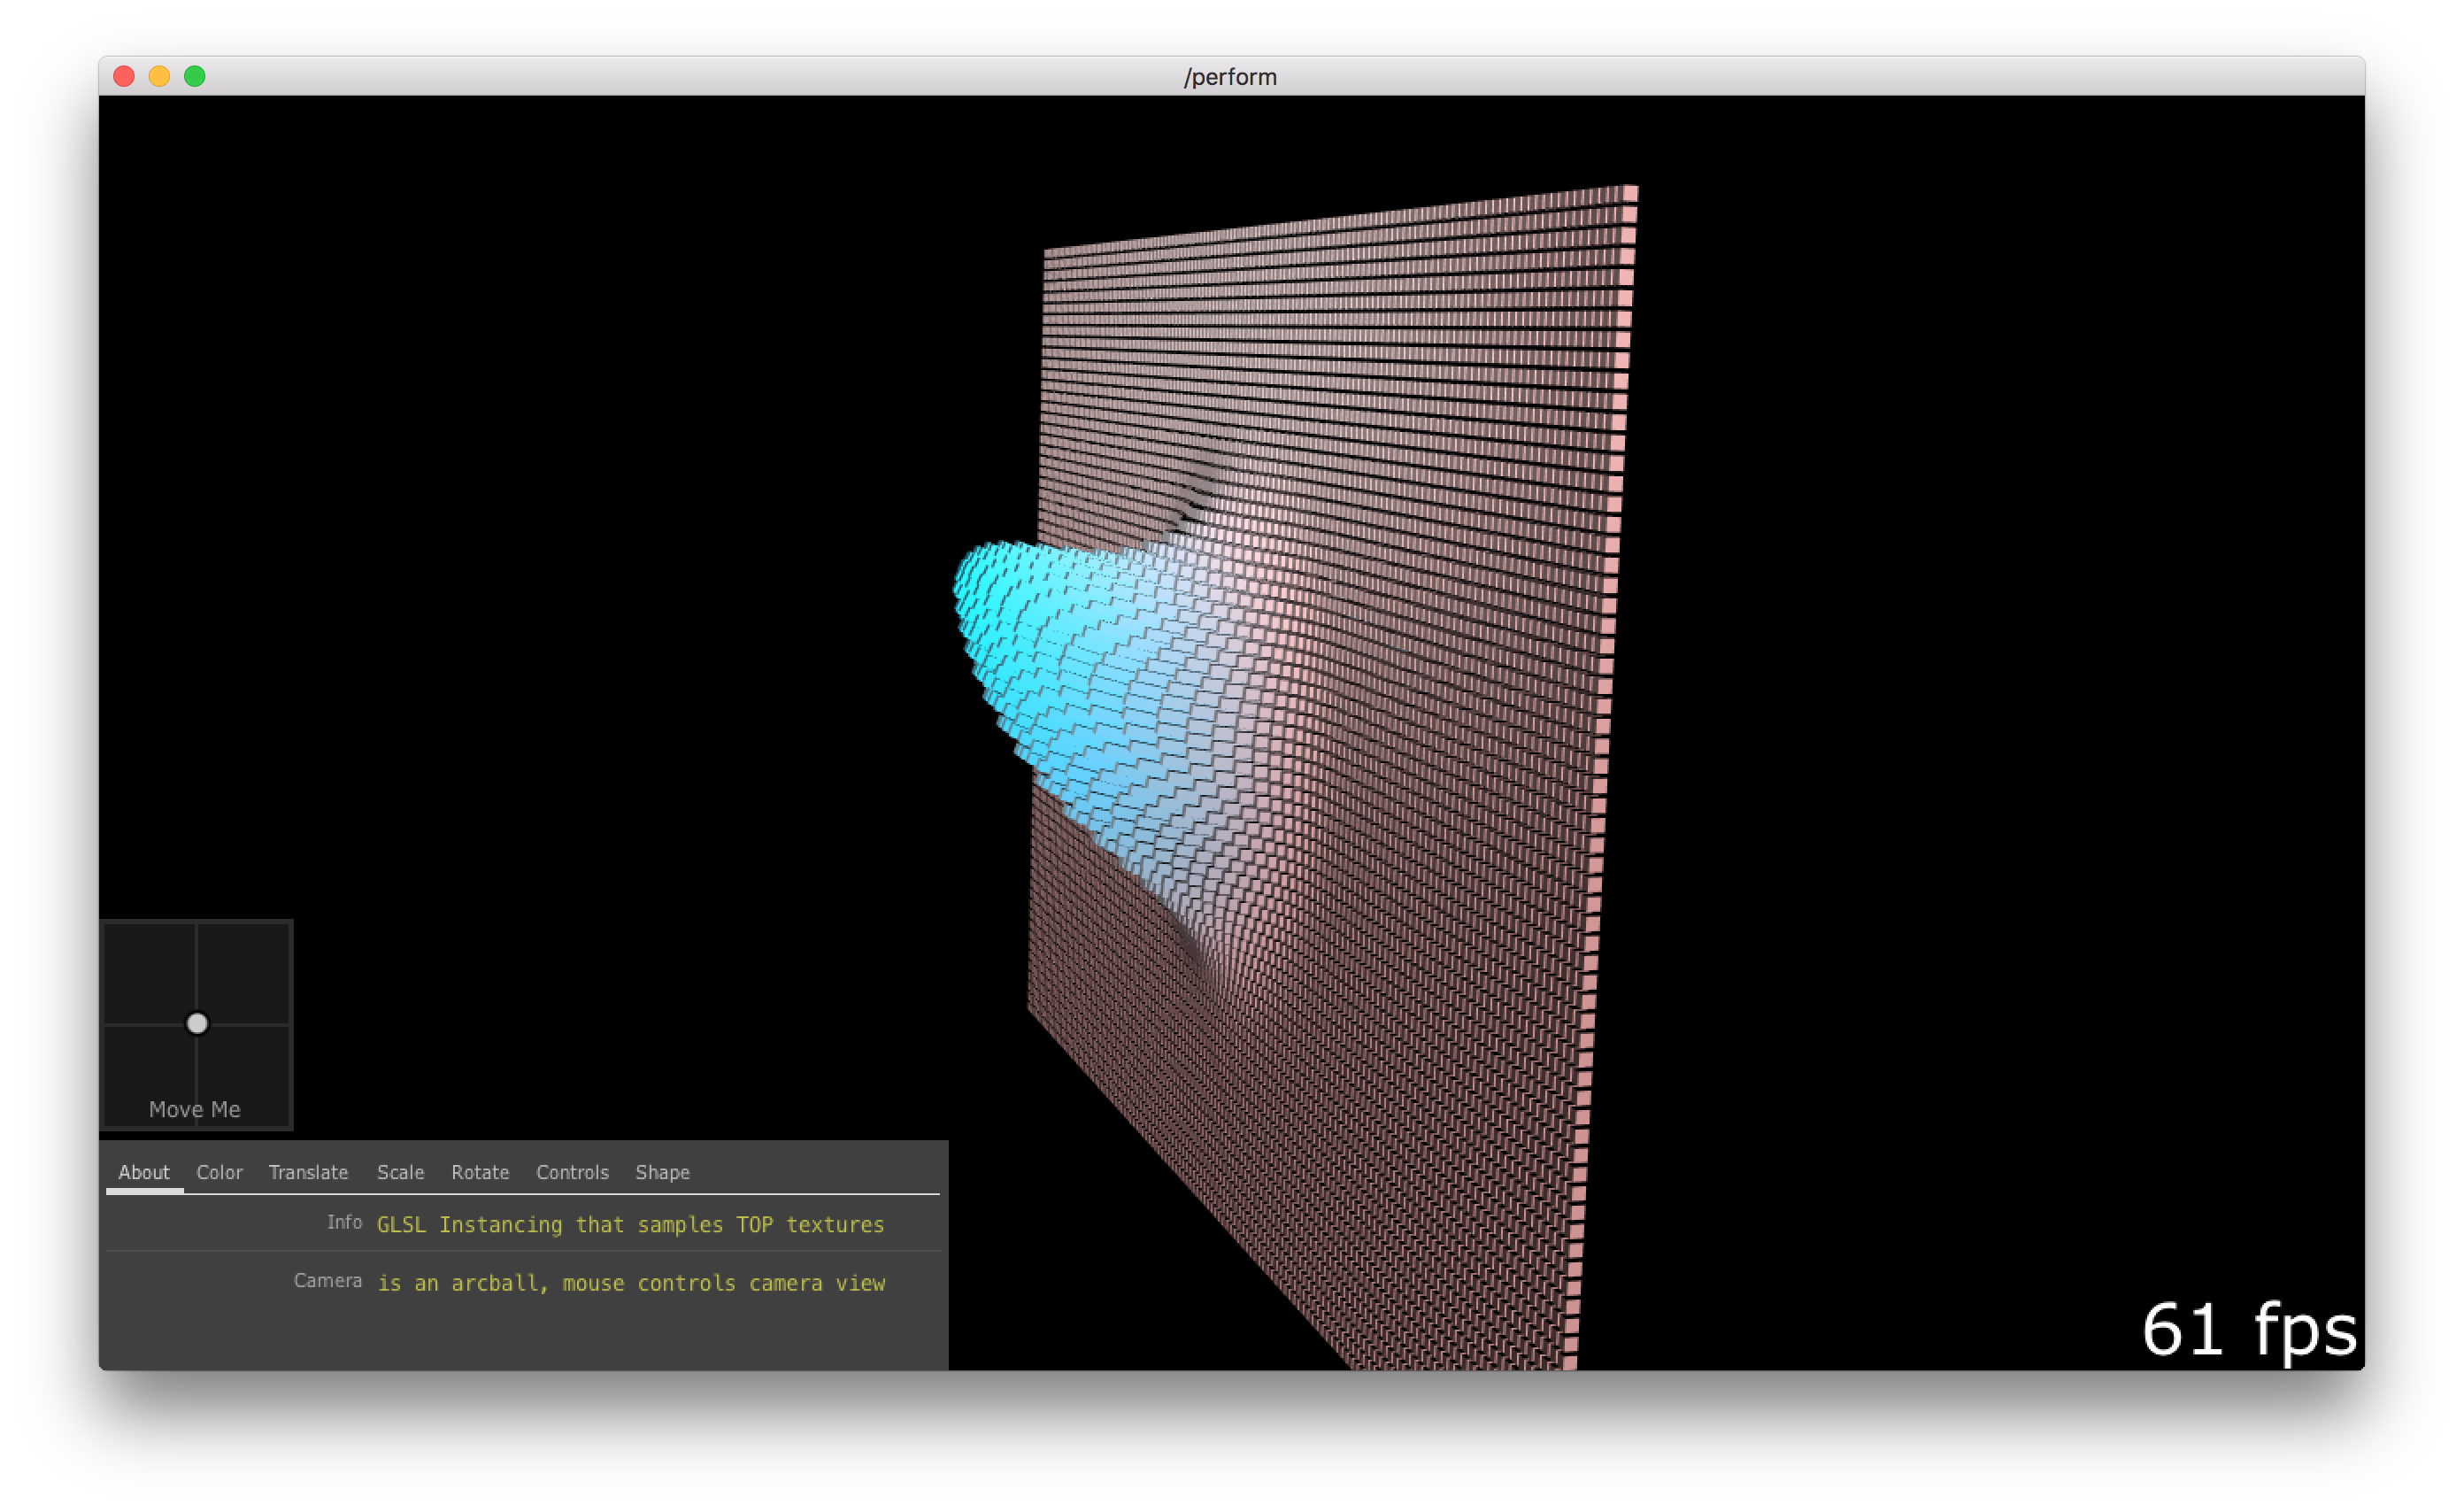 /perform
Move Me
About Color Translate Scale Rotate Controls Shape
Info GLSL Instancing that samples TOP textures
Camera is an arcball, mouse controls camera view
61 fps